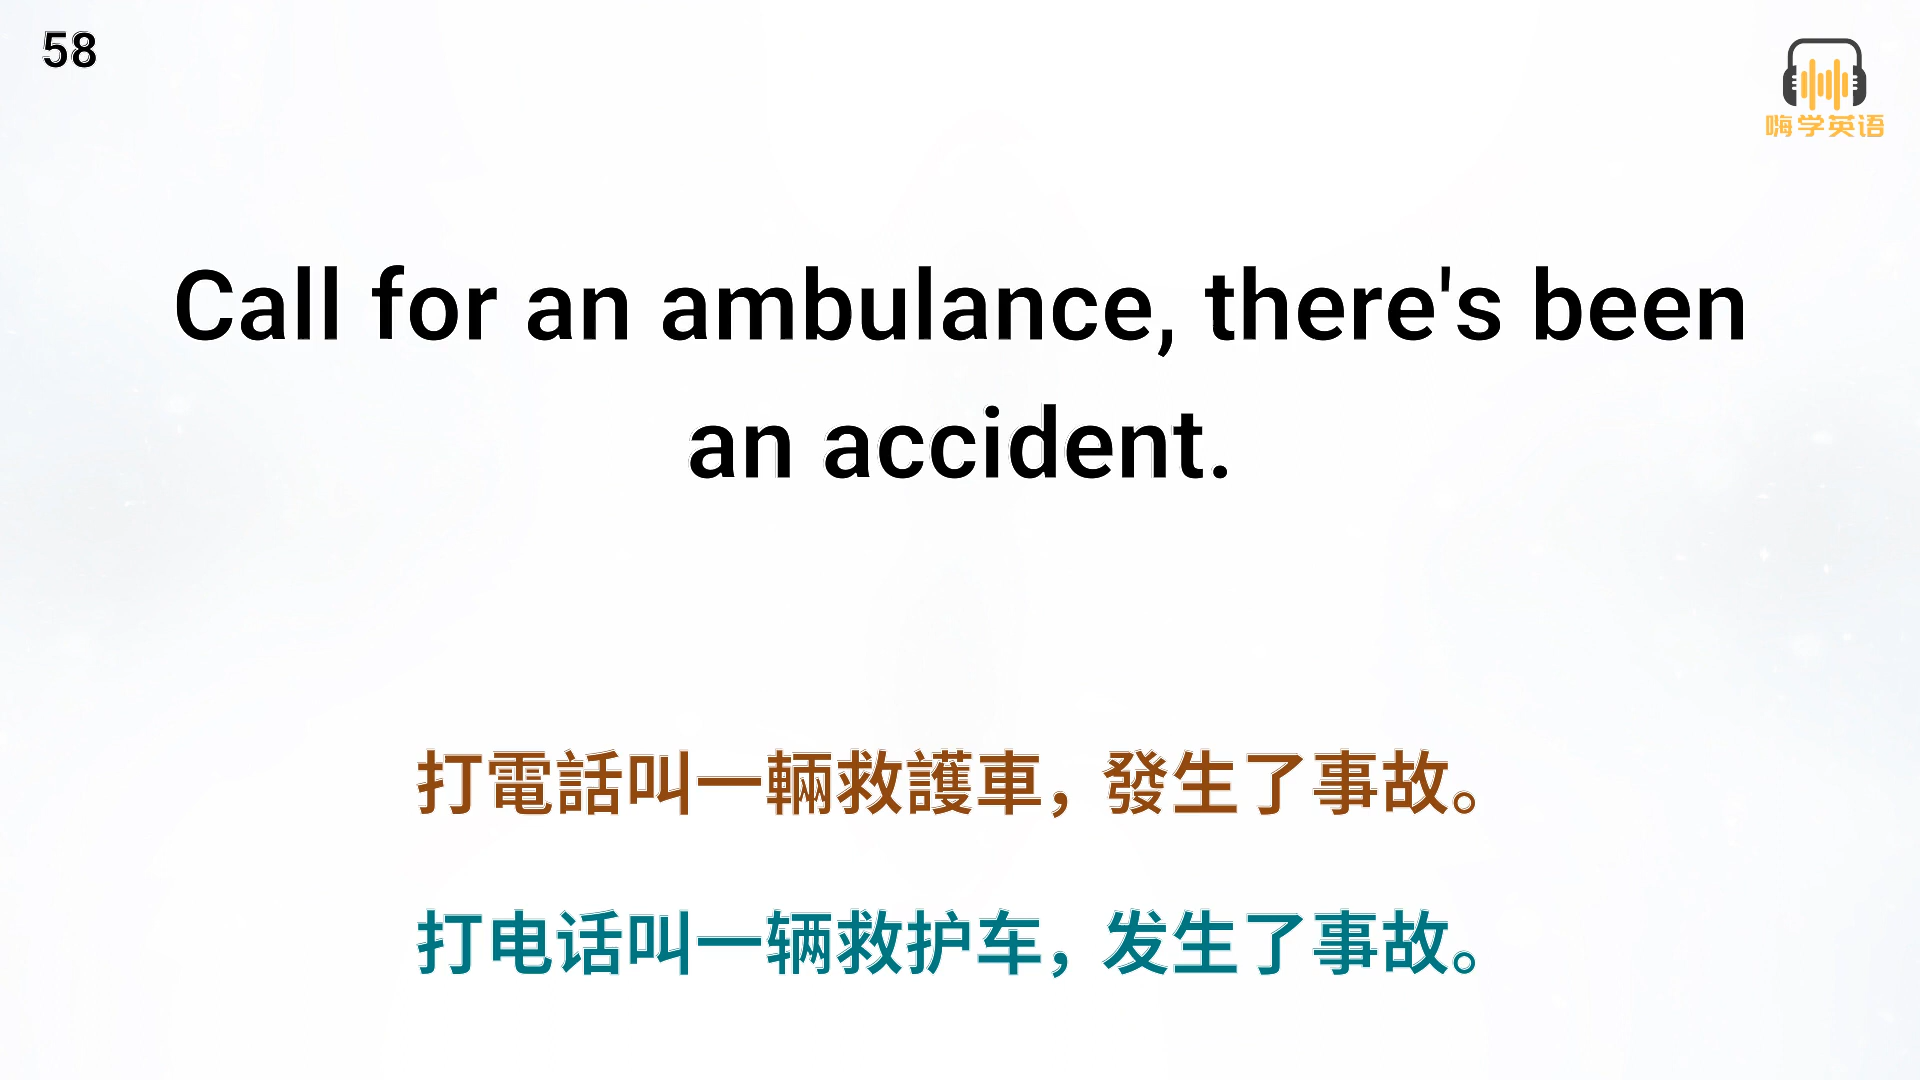 58
嗨学英语
Call for an ambulance, there's been
an accident.
打電話叫一輛救護車，發生了事故。
打电话叫一辆救护车，发生了事故。